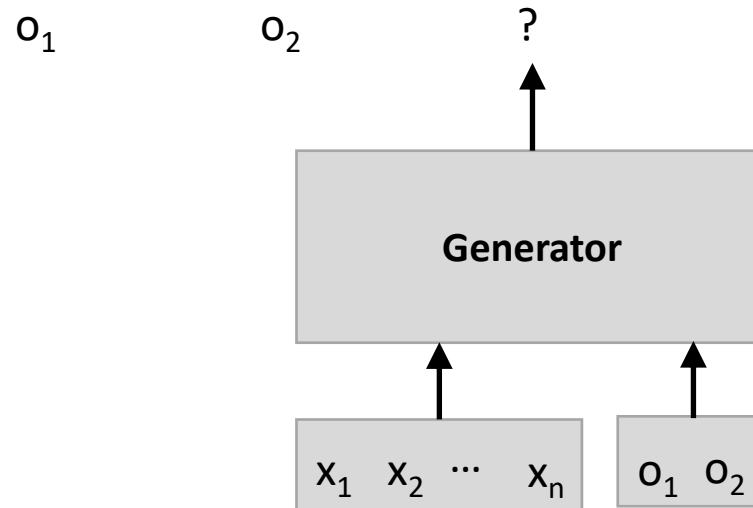 o₁ o₂ ?
Generator
x₁ x₂ ... xₙ o₁ o₂